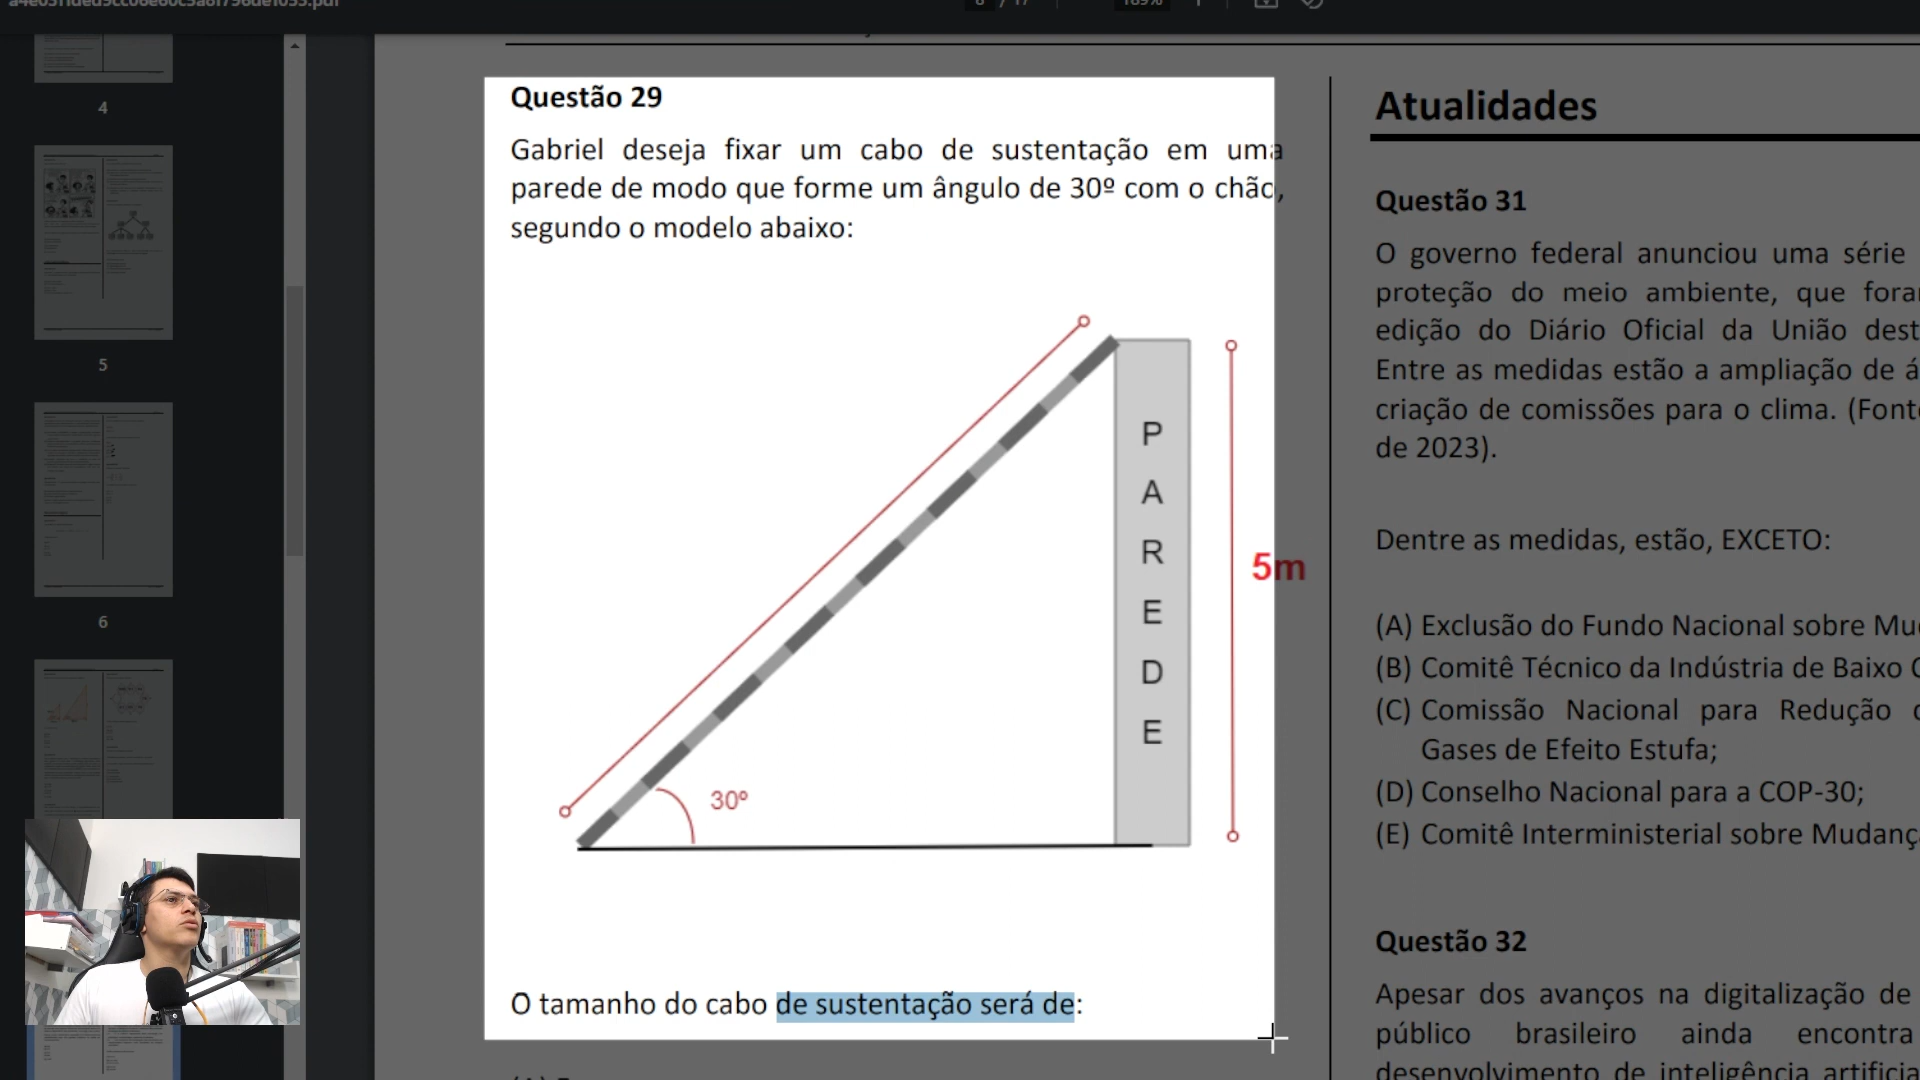 4
5
6
Questão 29
Gabriel deseja fixar um cabo de sustentação em uma
parede de modo que forme um ângulo de 30º com o chão,
segundo o modelo abaixo:
P
A
R
E
D
E
5m
30º
O tamanho do cabo de sustentação será de:
Atualidades
Questão 31
O governo federal anunciou uma série
proteção do meio ambiente, que
edição do Diário Oficial da União
Entre as medidas estão a ampliação de
criação de comissões para o clima.
de 2023).
Dentre as medidas, estão, EXCETO:
(A) Exclusão do Fundo Nacional sobre
(B) Comitê Técnico da Indústria de Baixo
(C) Comissão Nacional para Redução
Gases de Efeito Estufa;
(D) Conselho Nacional para a COP-30;
(E) Comitê Interministerial sobre
Questão 32
Apesar dos avanços na digitalização de
público brasileiro ainda encontra
desenvolvimento de inteligência